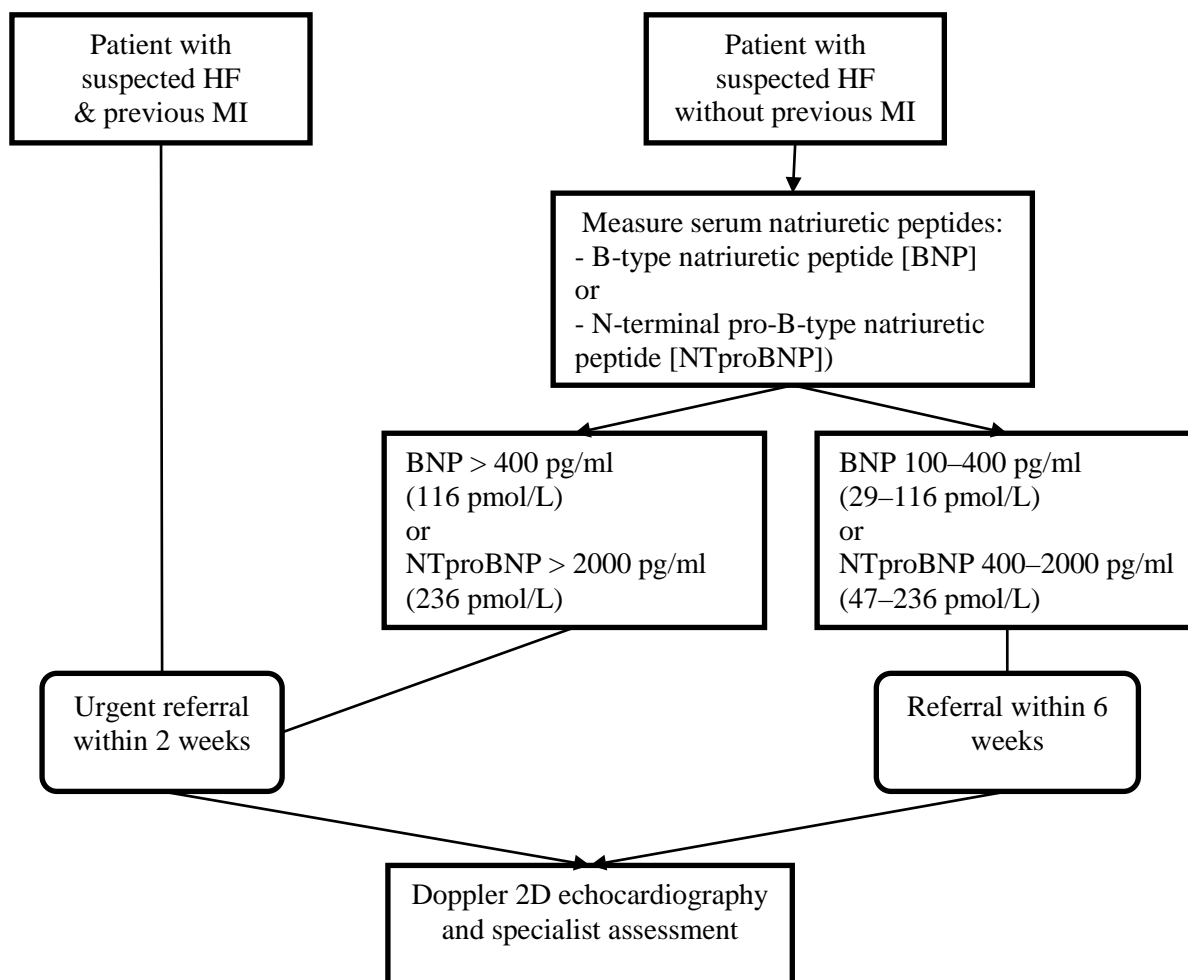 Patient with
suspected HF
& previous MI
Patient with
suspected HF
without previous MI
Measure serum natriuretic peptides:
- B-type natriuretic peptide [BNP]
or
- N-terminal pro-B-type natriuretic
peptide [NTproBNP])
BNP > 400 pg/ml
(116 pmol/L)
or
NTproBNP > 2000 pg/ml
(236 pmol/L)
BNP 100–400 pg/ml
(29–116 pmol/L)
or
NTproBNP 400–2000 pg/ml
(47–236 pmol/L)
Urgent referral
within 2 weeks
Referral within 6
weeks
Doppler 2D echocardiography
and specialist assessment